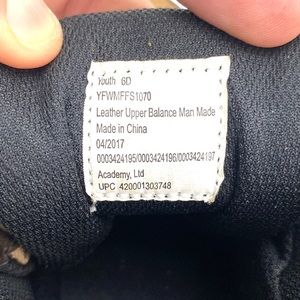 Youth 6D
YFWMFFS1070
Leather Upper Balance Man Made
Made in China
04/2017
0003424195/0003424196/0003424197
Academy, Ltd
UPC 420001303748